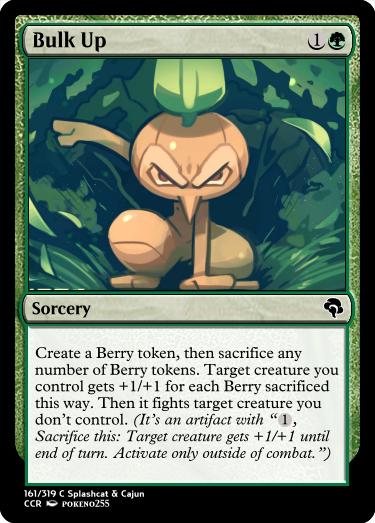 Bulk Up 1
Sorcery
Create a Berry token, then sacrifice any
number of Berry tokens. Target creature you
control gets +1/+1 for each Berry sacrificed
this way. Then it fights target creature you
don't control. (It's an artifact with “1,
Sacrifice this: Target creature gets +1/+1 until
end of turn. Activate only outside of combat.”)
161/319 C Splashcat & Cajun
CCR POKENO255